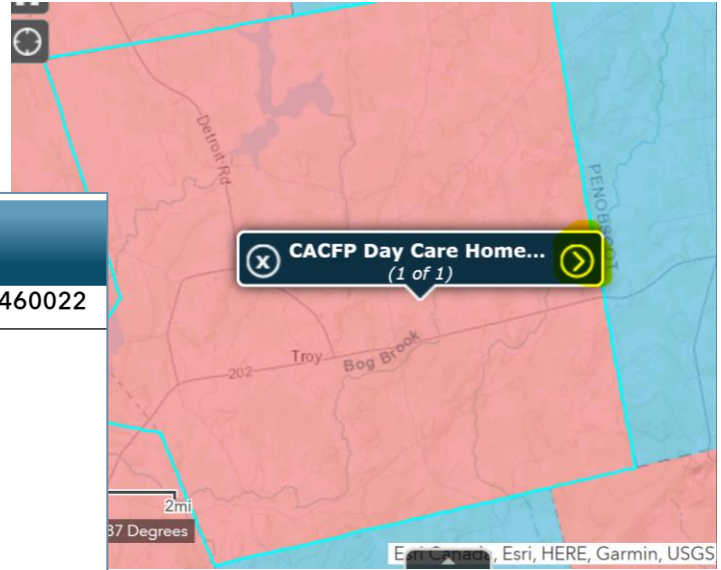 Detroit Rd
PENOBSCOT
CACFP Day Care Home...
(1 of 1)
460022
Troy
Bog Brook
202
2mi
37 Degrees
Esri Canada, Esri, HERE, Garmin, USGS